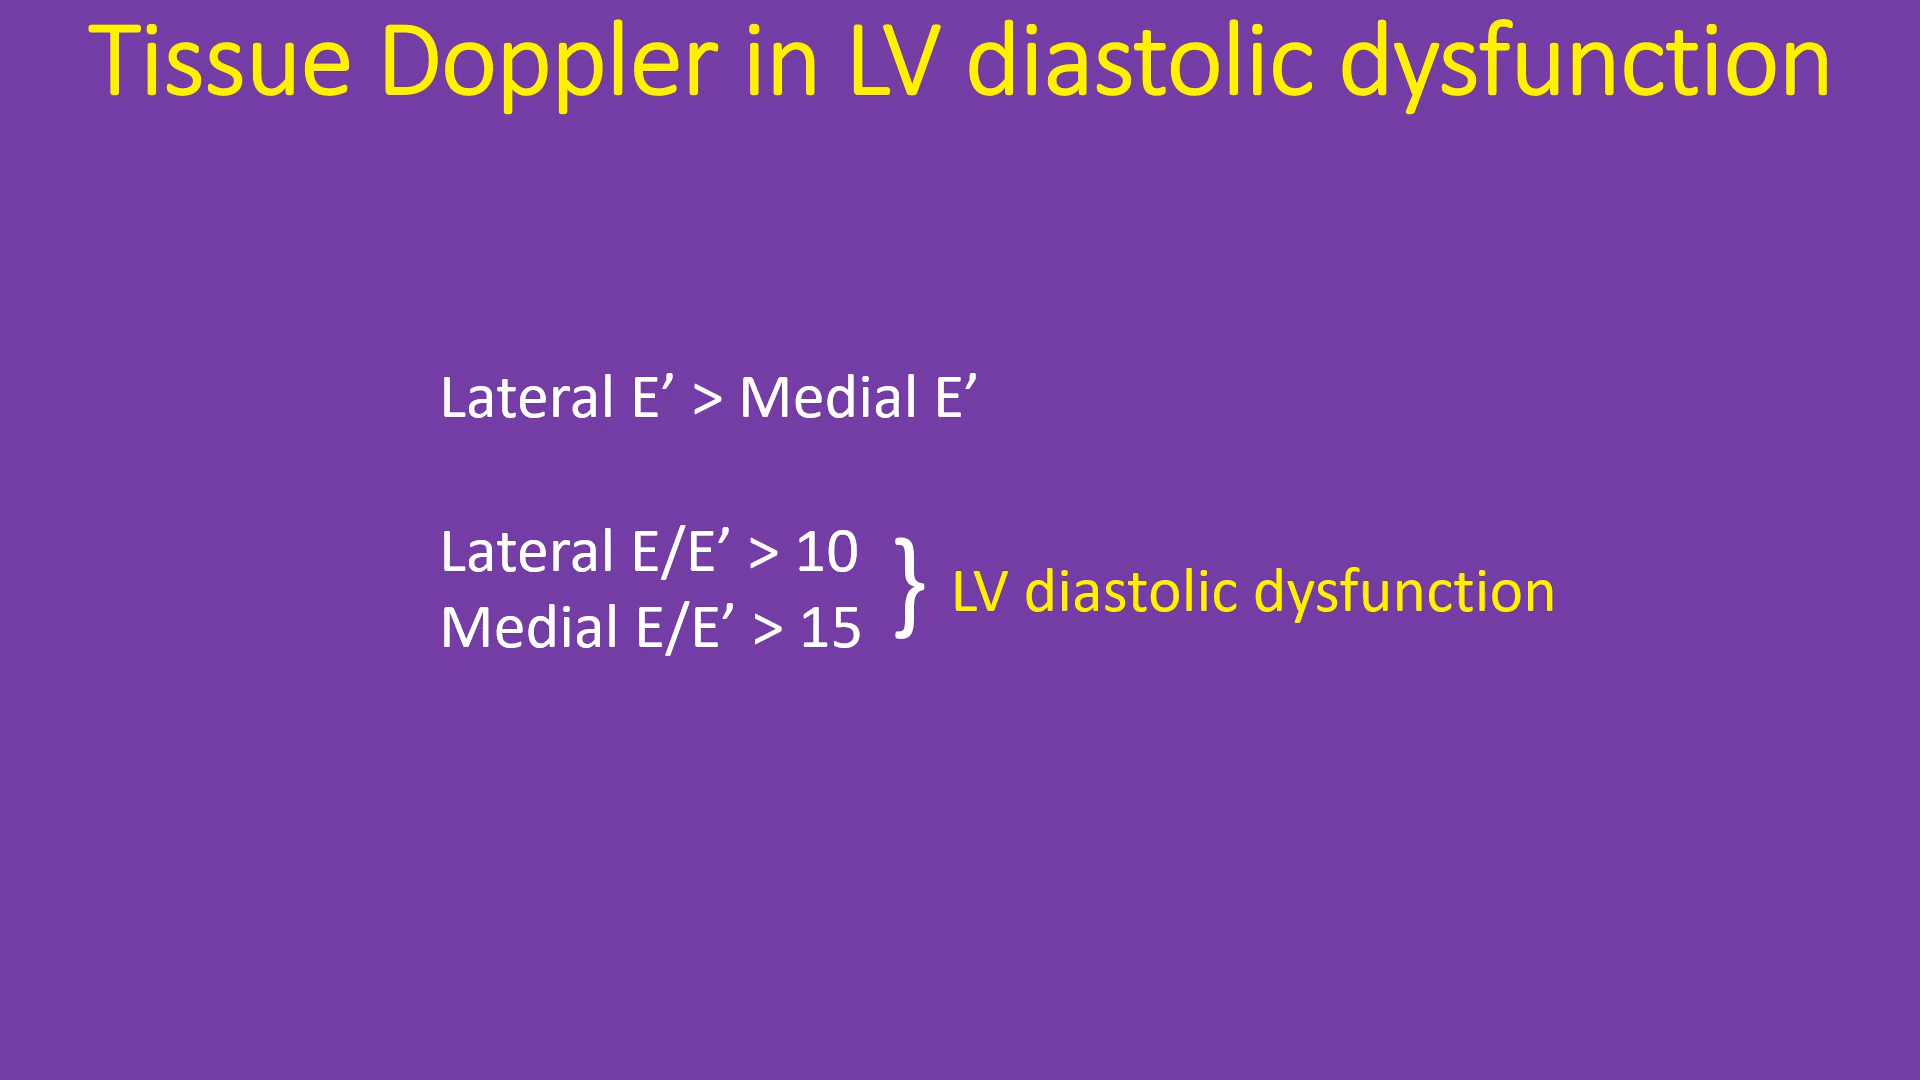 Tissue Doppler in LV diastolic dysfunction
Lateral E’ > Medial E’
Lateral E/E’ > 10
Medial E/E’ > 15
} LV diastolic dysfunction